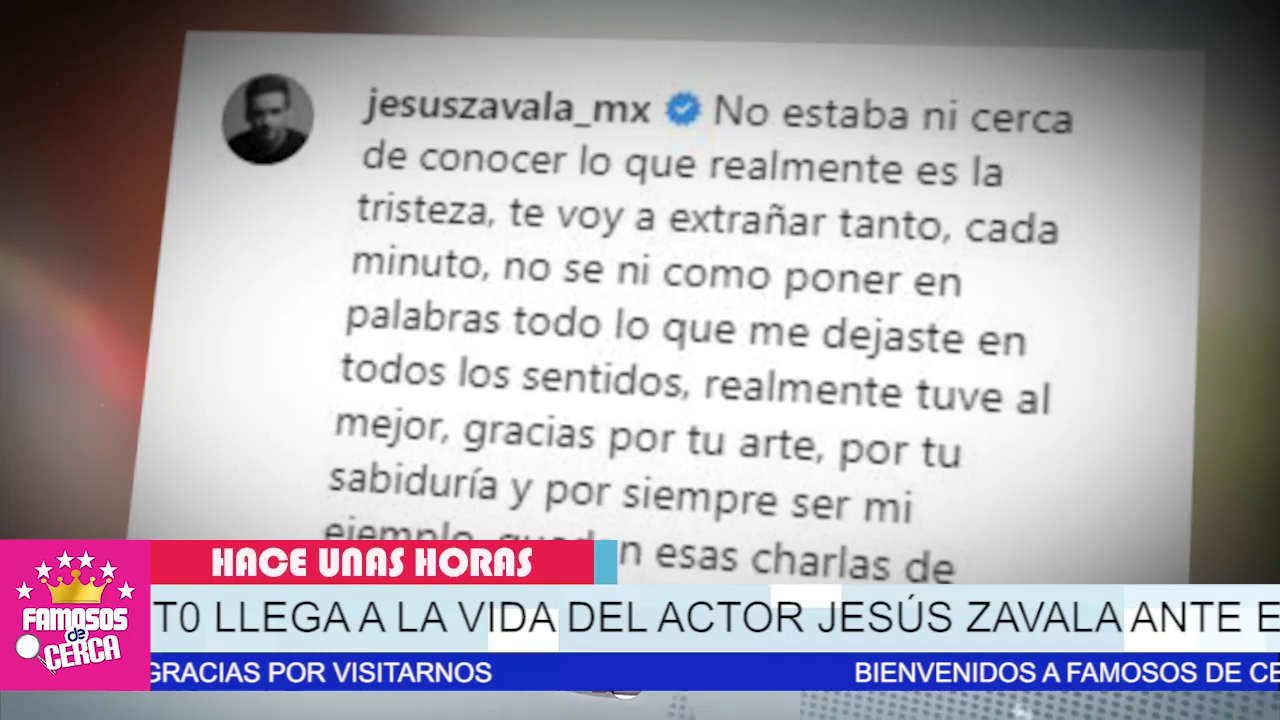 jesuszavala_mx No estaba ni cerca
de conocer lo que realmente es la
tristeza, te voy a extrañar tanto, cada
minuto, no se ni como poner en
palabras todo lo que me dejaste en
todos los sentidos, realmente tuve al
mejor, gracias por tu arte, por tu
sabiduría y por siempre ser mi
esas charlas de
HACE UNAS HORAS
T0 LLEGA A LA VIDA DEL ACTOR JESÚS ZAVALA ANTE E
FAMOSOS
de
CERCA
GRACIAS POR VISITARNOS
BIENVENIDOS A FAMOSOS DE CE